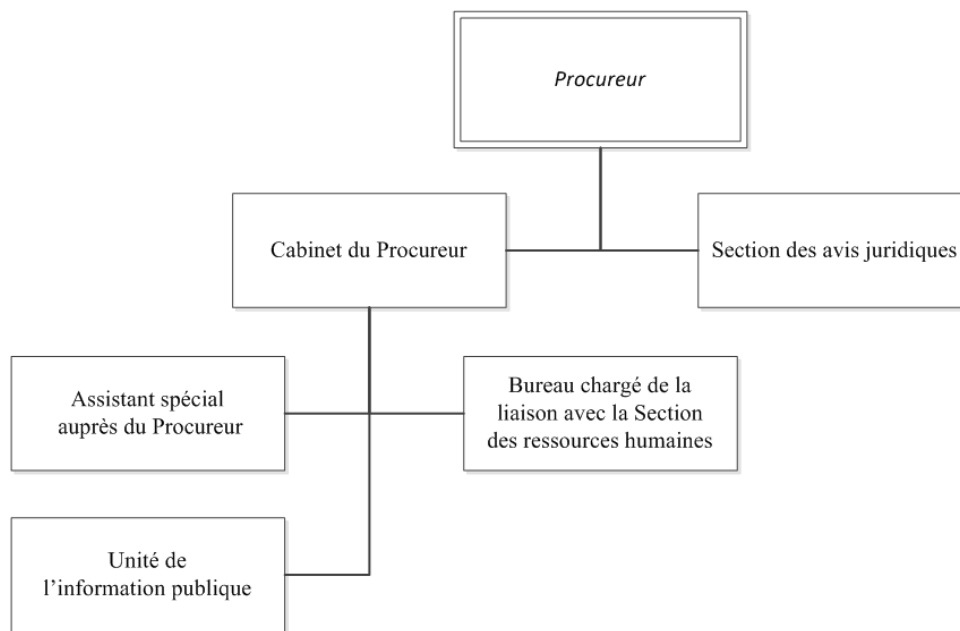 Procureur
Cabinet du Procureur
Section des avis juridiques
Assistant spécial
auprès du Procureur
Bureau chargé de la
liaison avec la Section
des ressources humaines
Unité de
l’information publique